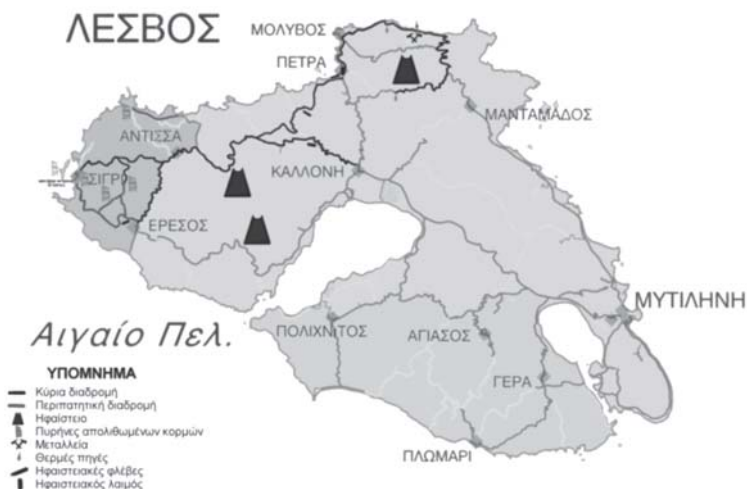 ΛΕΣΒΟΣ
ΜΟΛΥΒΟΣ
ΠΕΤΡΑ
ΜΑΝΤΑΜΑΔΟΣ
ΑΝΤΙΣΣΑ
ΣΙΓΡΙ
ΚΑΛΛΟΝΗ
ΕΡΕΣΟΣ
ΜΥΤΙΛΗΝΗ
ΠΟΛΙΧΝΙΤΟΣ
ΑΓΙΑΣΟΣ
Αιγαίο Πελ.
ΓΕΡΑ
ΠΛΩΜΑΡΙ
ΥΠΟΜΝΗΜΑ
Κύρια διαδρομή
Περιπατητική διαδρομή
Ηφαίστειο
Πυρήνες απολιθωμένων κορμών
Μεταλλεία
Θερμές πηγές
Ηφαιστειακές φλέβες
Ηφαιστειακός λαιμός